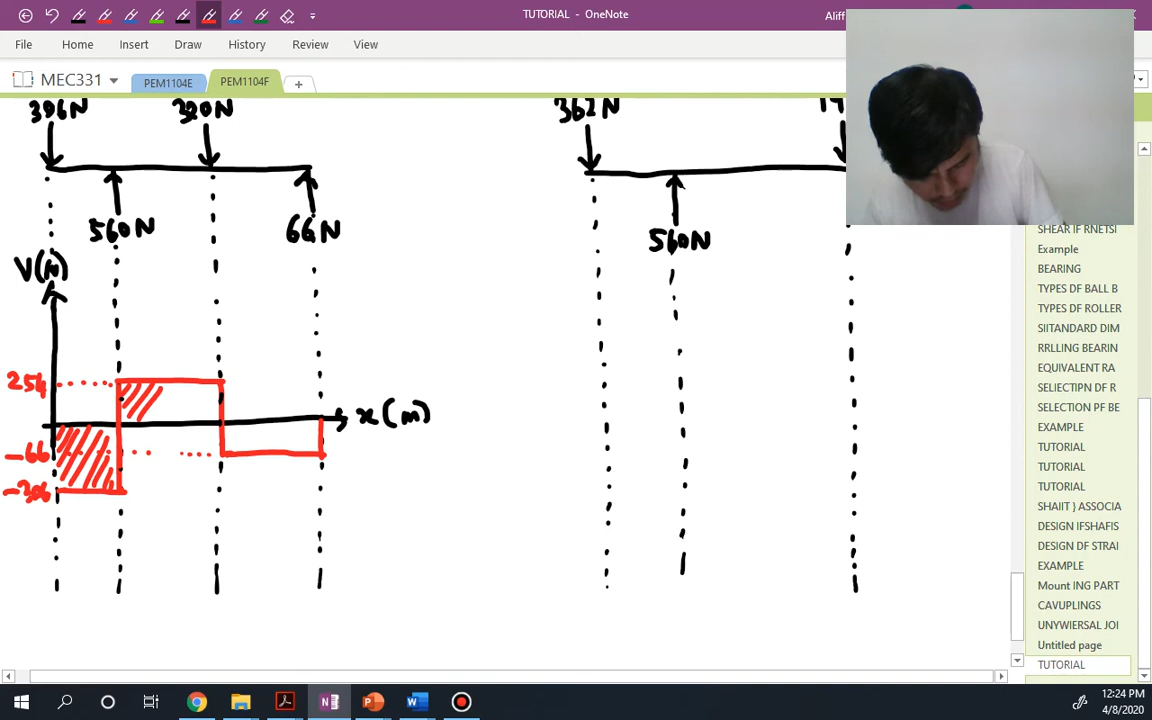 TUTORIAL - OneNote
Aliff
File Home Insert Draw History Review View
MEC331
PEM1104E
PEM1104F
306N
320N
362N
560N
66N
560N
V(N)
254
-66
-306
x(m)
SHEAR IF RNETSI
Example
BEARING
TYPES DF BALL B
TYPES DF ROLLER
SIITANDARD DIM
RRLLING BEARIN
EQUIVALENT RA
SELIECTIPN DF R
SELECTION PF BE
EXAMPLE
TUTORIAL
TUTORIAL
TUTORIAL
SHAIIT } ASSOCIA
DESIGN IFSHAFIS
DESIGN DF STRAI
EXAMPLE
Mount ING PART
CAVUPLINGS
UNYWIERSAL JOI
Untitled page
TUTORIAL
12:24 PM
4/8/2020